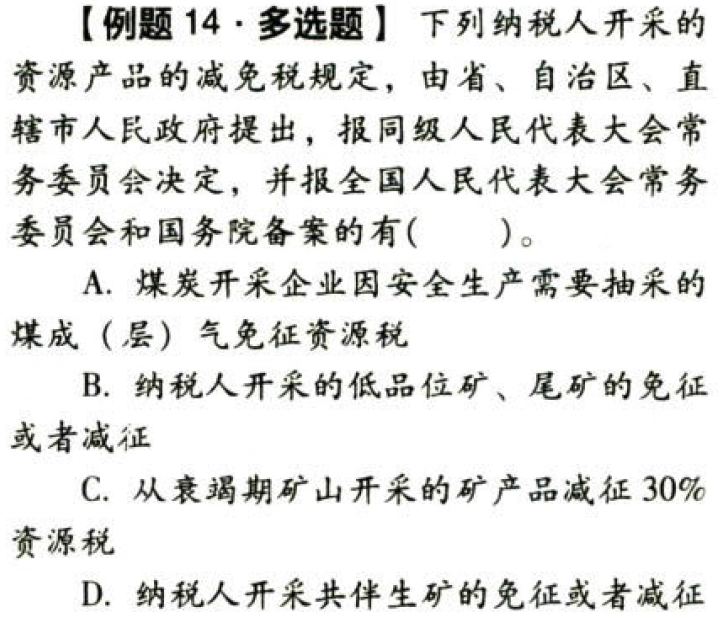 【例题 14·多选题】 下列纳税人开采的
资源产品的减免税规定，由省、自治区、直
辖市人民政府提出，报同级人民代表大会常
务委员会决定，并报全国人民代表大会常务
委员会和国务院备案的有(　　)。
A. 煤炭开采企业因安全生产需要抽采的
煤成（层）气免征资源税
B. 纳税人开采的低品位矿、尾矿的免征
或者减征
C. 从衰竭期矿山开采的矿产品减征 30%
资源税
D. 纳税人开采共伴生矿的免征或者减征